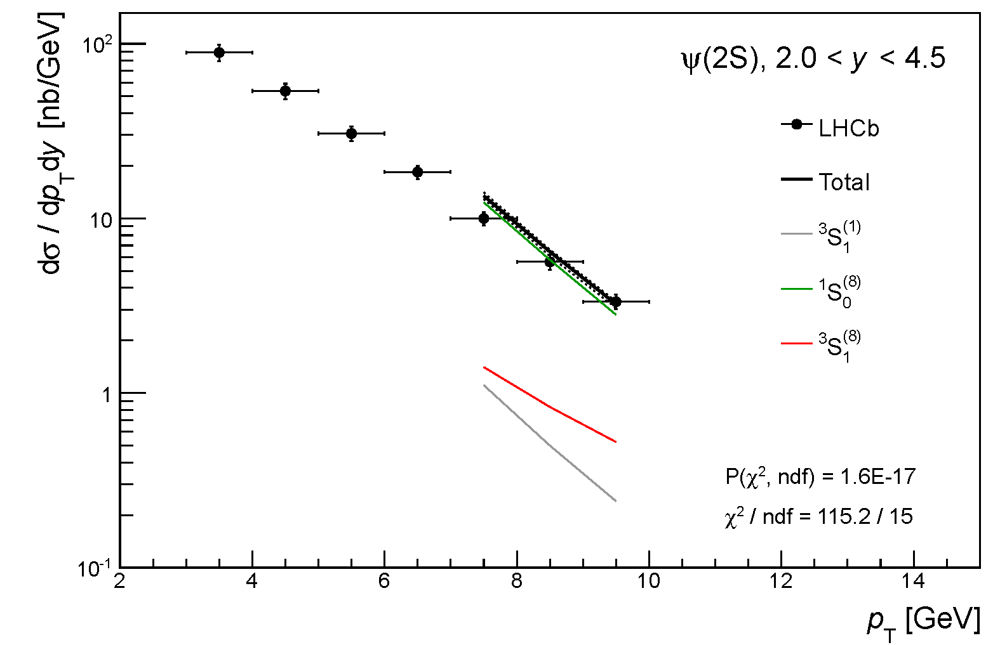 dσ / dp_T dy [nb/GeV]
10²
10
1
10⁻¹
ψ(2S), 2.0 < y < 4.5
LHCb
Total
³S₁⁽¹⁾
¹S₀⁽⁸⁾
³S₁⁽⁸⁾
P(χ², ndf) = 1.6E-17
χ² / ndf = 115.2 / 15
2 4 6 8 10 12 14
p_T [GeV]